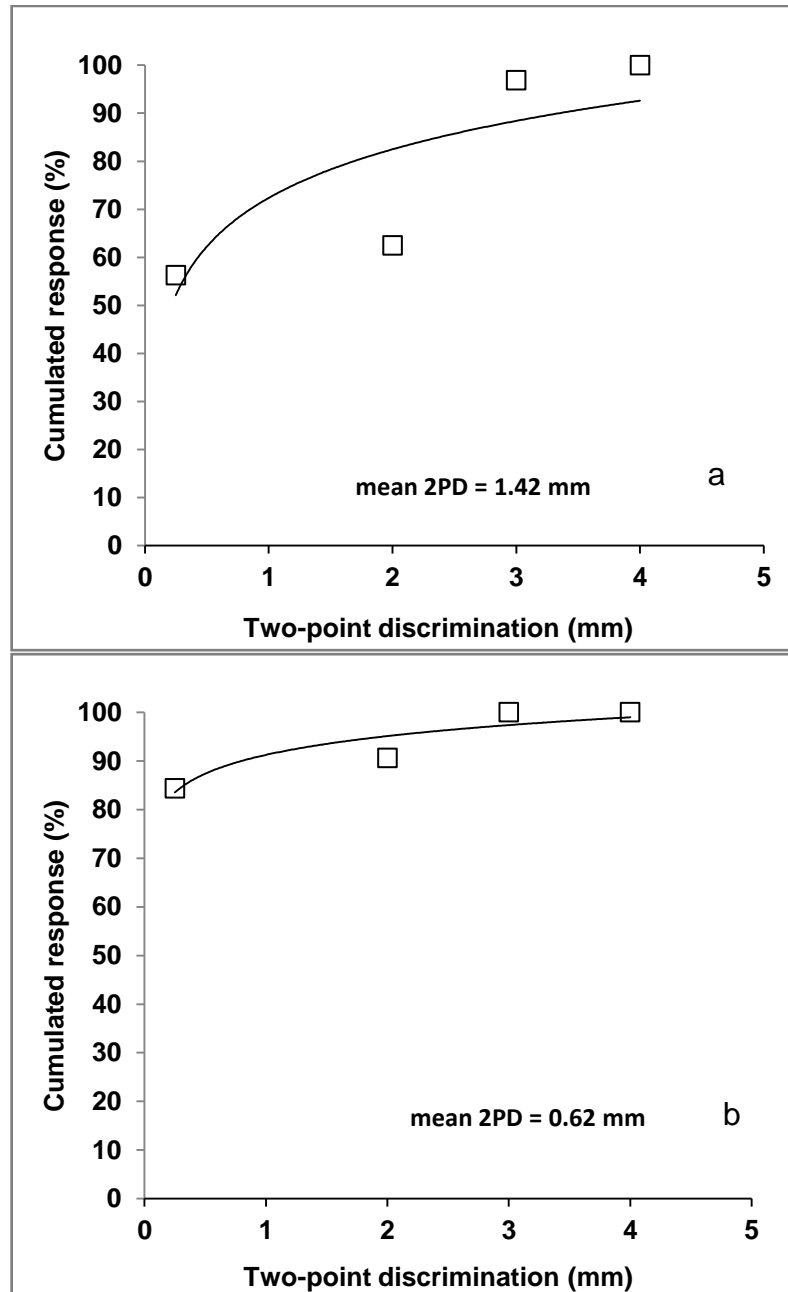 100
90
80
70
60
50
40
30
20
10
0
Cumulated response (%)
mean 2PD = 1.42 mm
a
0 1 2 3 4 5
Two-point discrimination (mm)
100
90
80
70
60
50
40
30
20
10
0
Cumulated response (%)
mean 2PD = 0.62 mm
b
0 1 2 3 4 5
Two-point discrimination (mm)